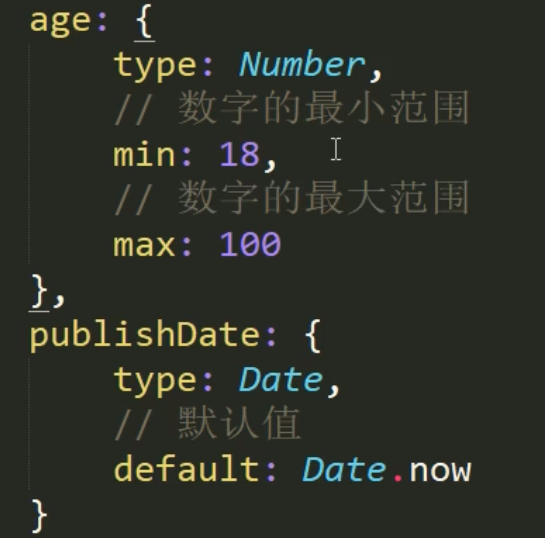 age: {
type: Number,
// 数字的最小范围
min: 18,
// 数字的最大范围
max: 100
},
publishDate: {
type: Date,
// 默认值
default: Date.now
}